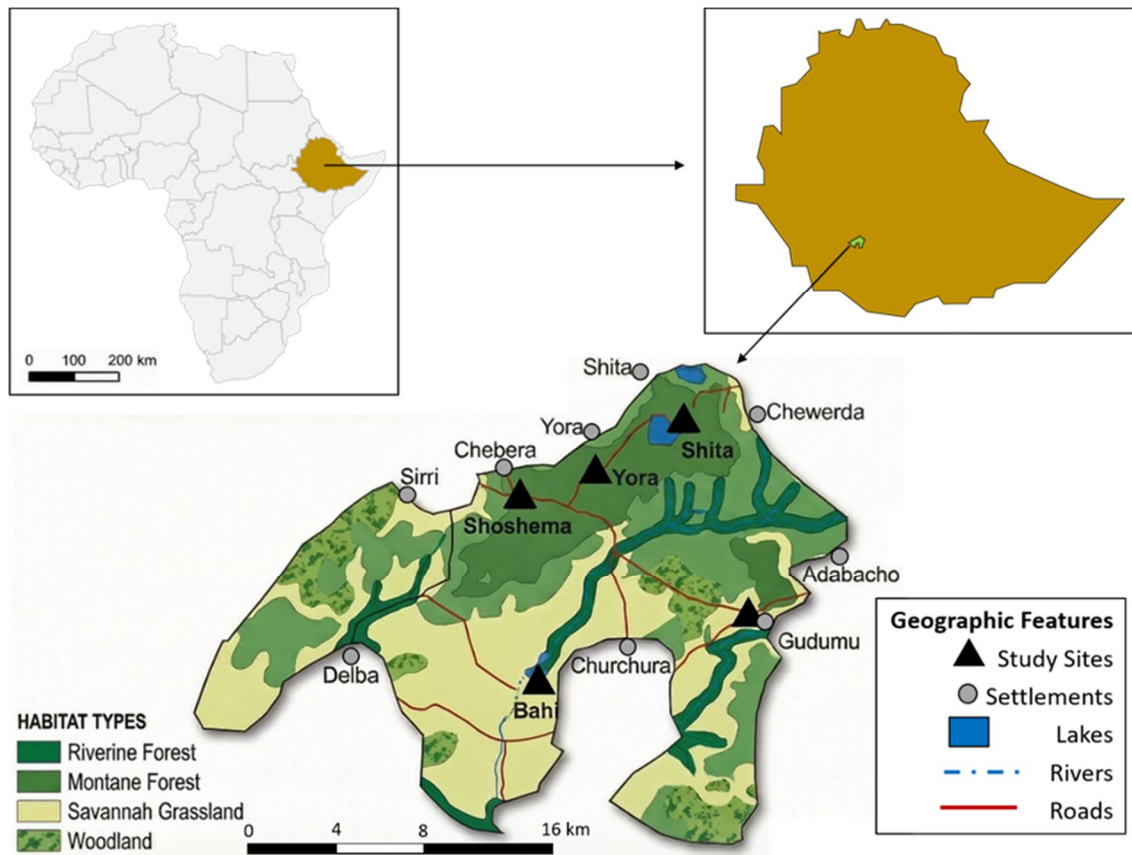 0 100 200 km
Shita
Chewerda
Yora
Shita
Chebera
Yora
Sirri
Shoshema
Adabacho
Gudumu
Churchura
Delba
Bahi
HABITAT TYPES
Riverine Forest
Montane Forest
Savannah Grassland
Woodland
0 4 8 16 km
Geographic Features
Study Sites
Settlements
Lakes
Rivers
Roads